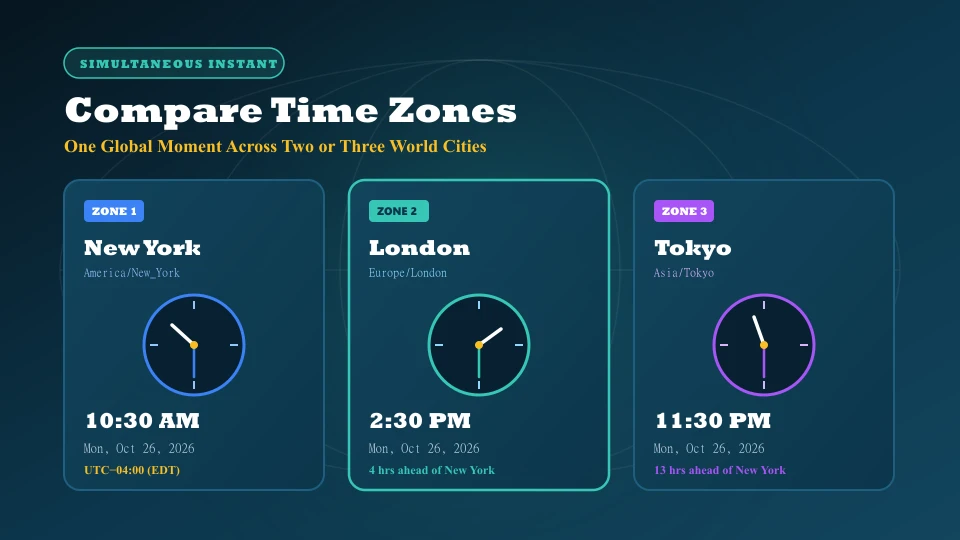 SIMULTANEOUS INSTANT
Compare Time Zones
One Global Moment Across Two or Three World Cities
ZONE 1
New York
America/New_York
10:30 AM
Mon, Oct 26, 2026
UTC−04:00 (EDT)
ZONE 2
London
Europe/London
2:30 PM
Mon, Oct 26, 2026
4 hrs ahead of New York
ZONE 3
Tokyo
Asia/Tokyo
11:30 PM
Mon, Oct 26, 2026
13 hrs ahead of New York